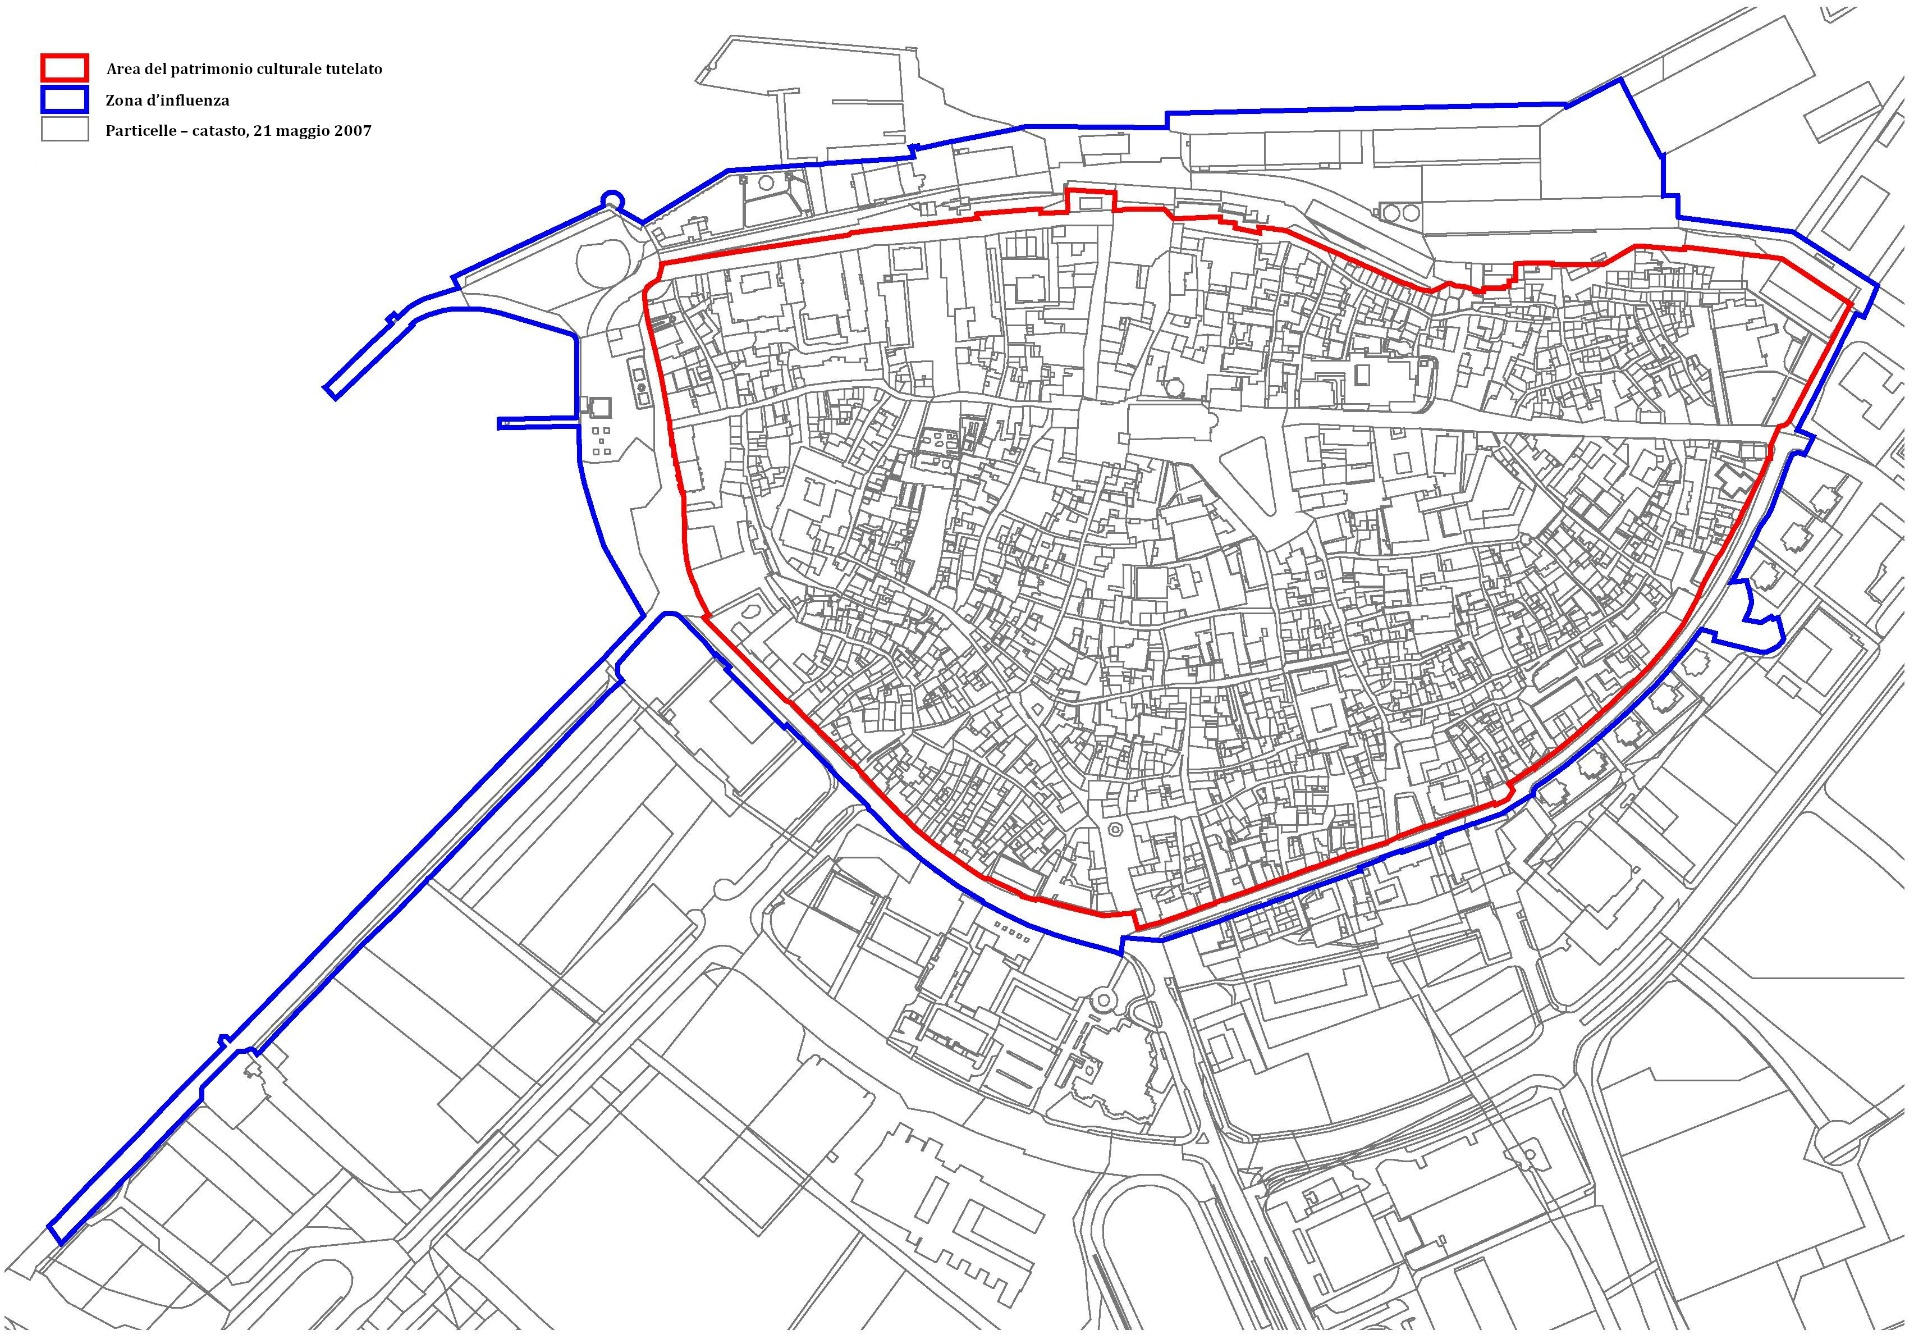 Area del patrimonio culturale tutelato
Zona d’influenza
Particelle – catasto, 21 maggio 2007